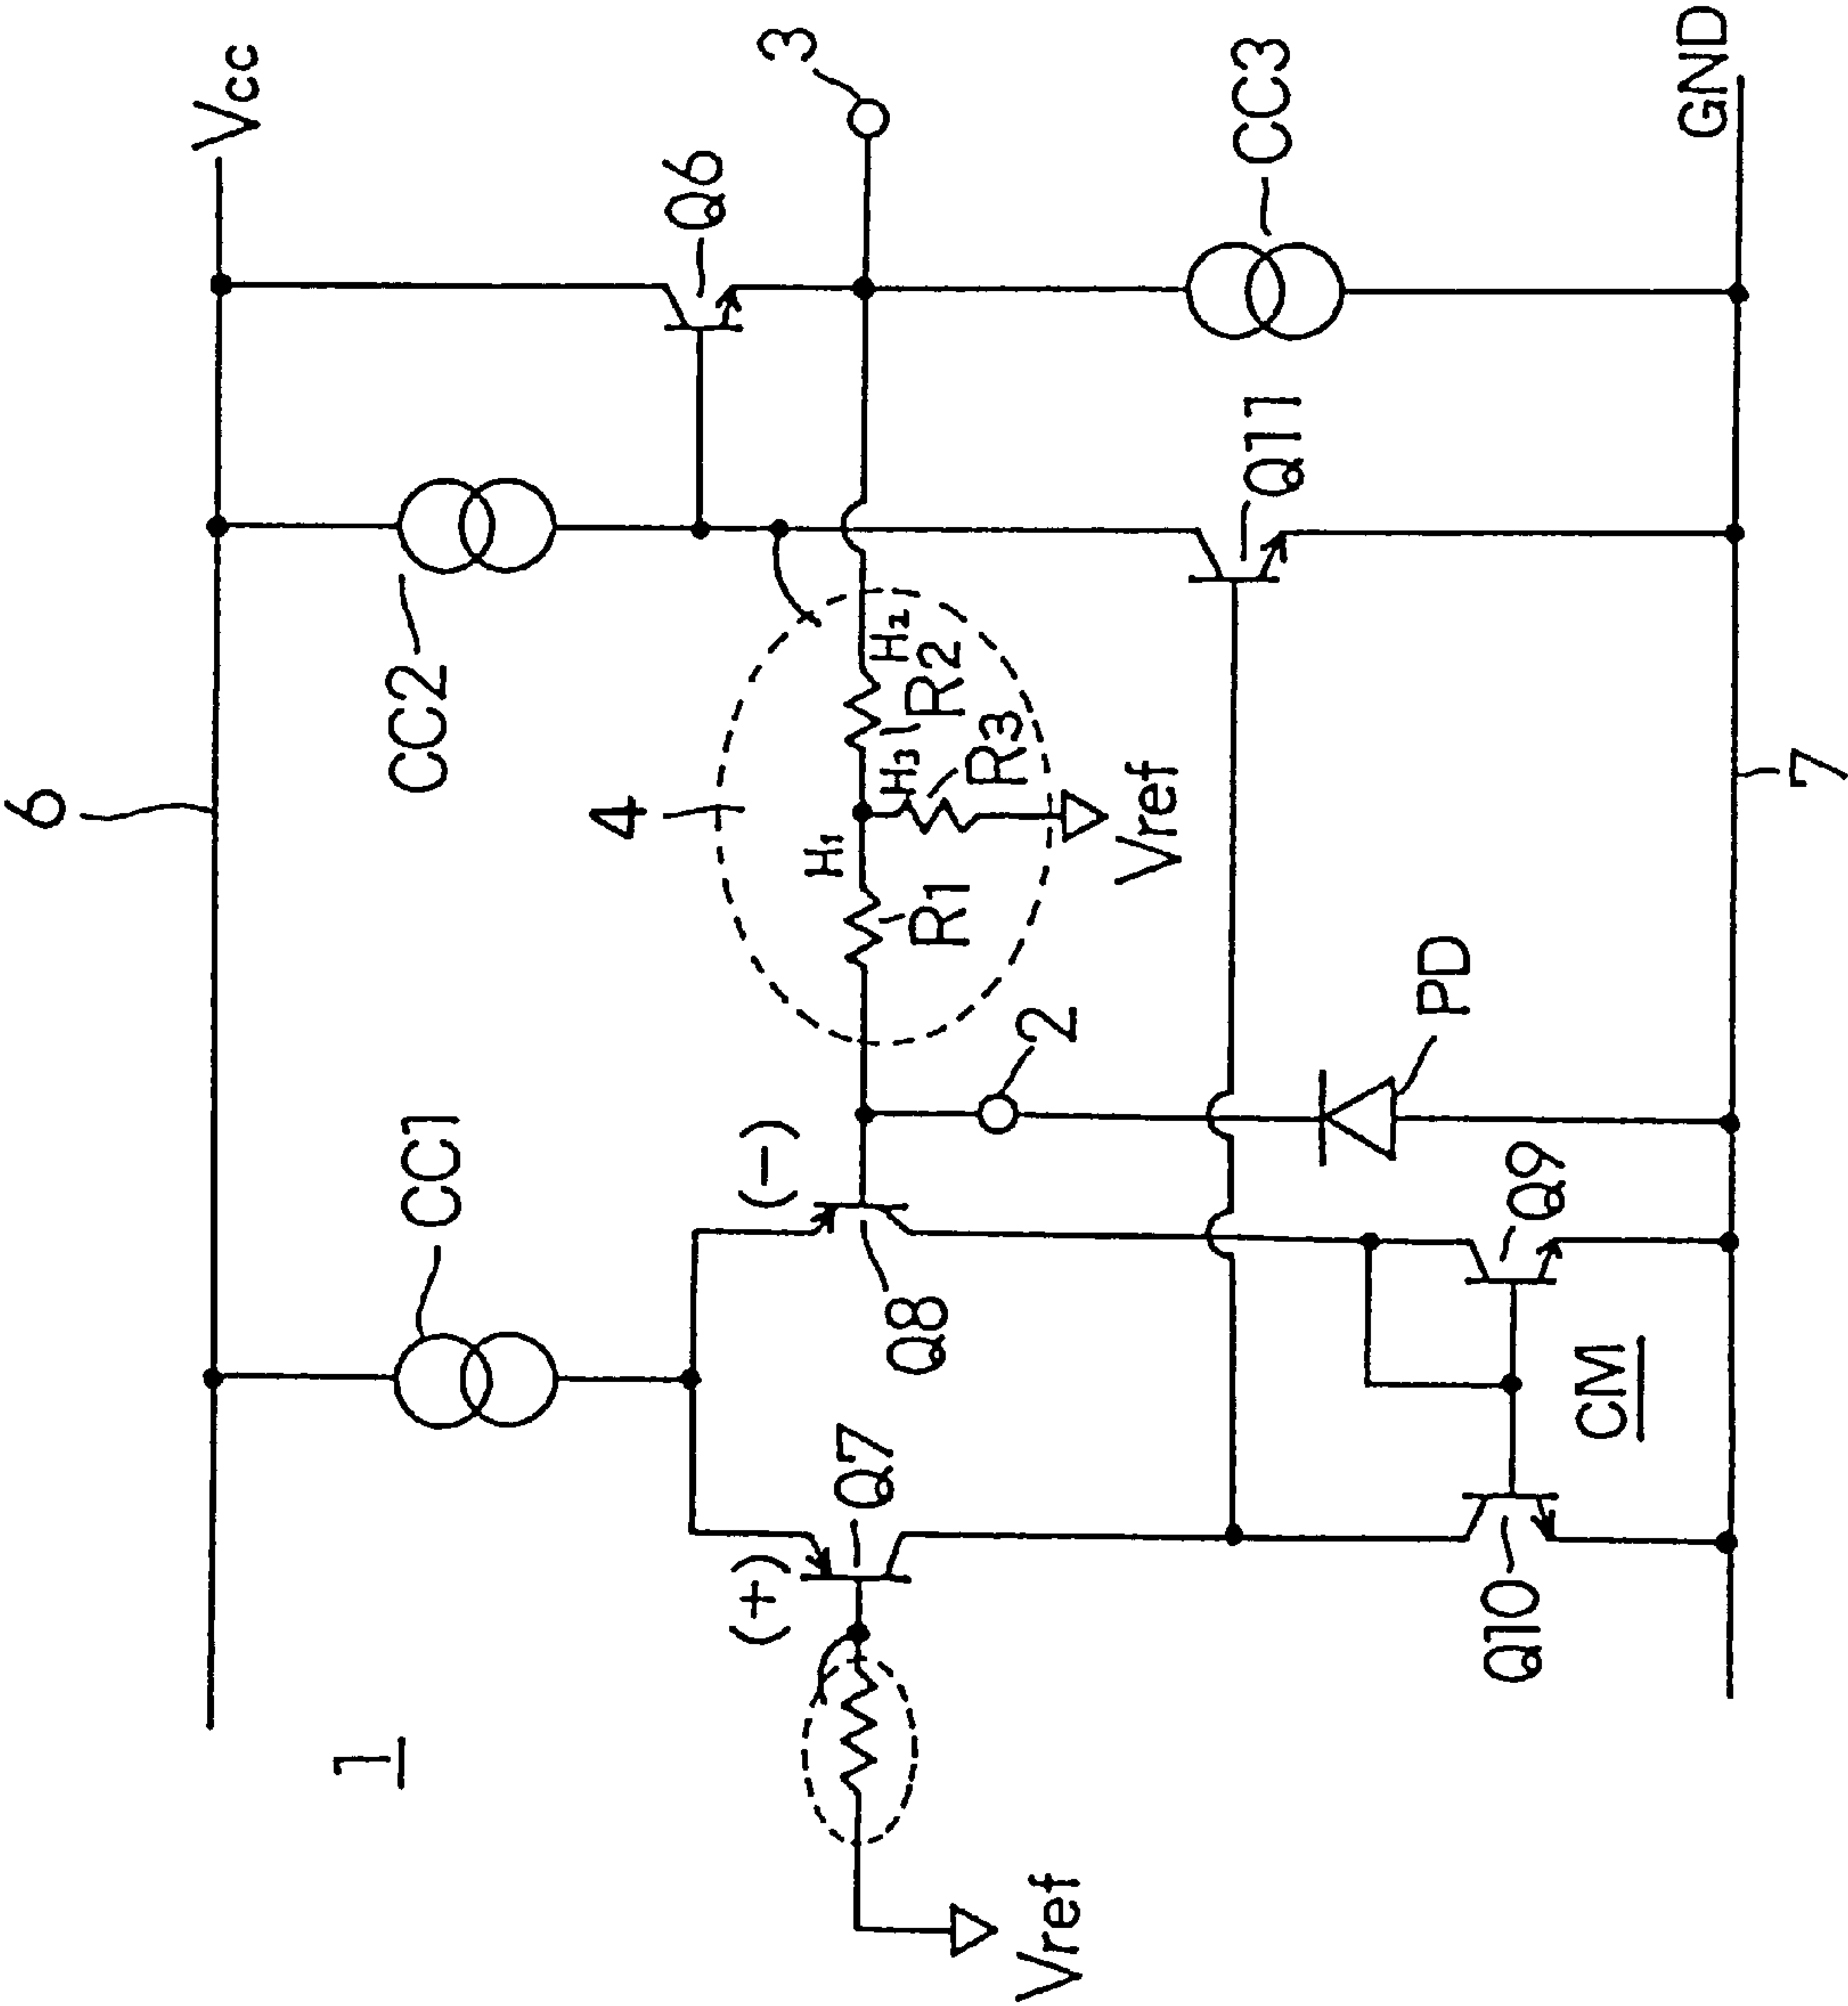 6
Vcc
CC1
CC2
Q6
3
4
(+)
Q7
(-)
Q8
H1
R1
H3
R3
H2
R2
Vref
2
1
Vref
CC3
Q11
PD
Q10
CM
Q9
7
GND